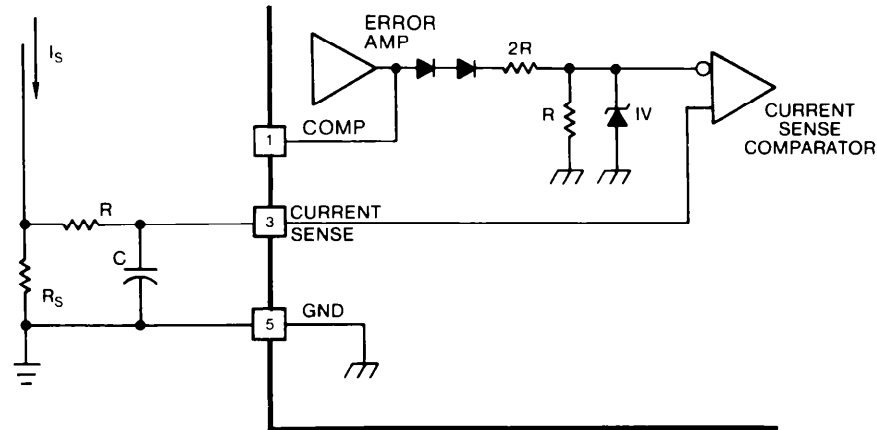 I_S
ERROR
AMP
2R
1
COMP
R
1V
CURRENT
SENSE
COMPARATOR
R
3
CURRENT
SENSE
C
R_S
5
GND